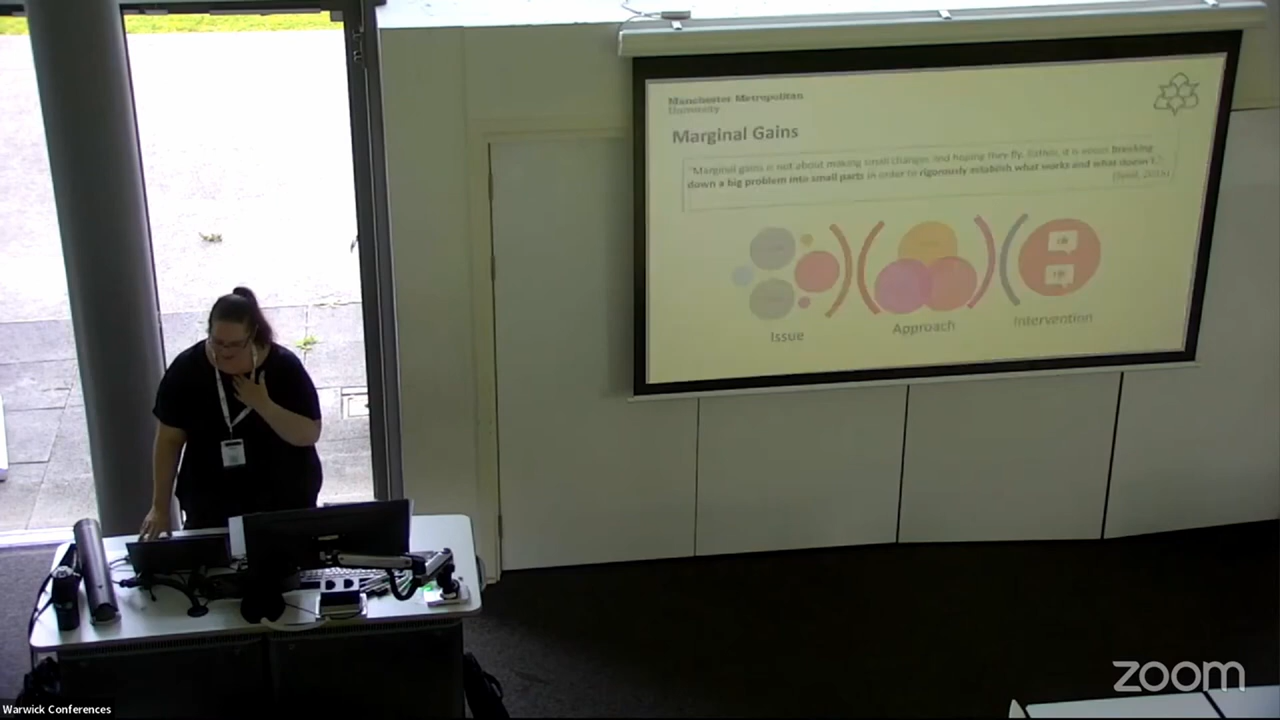 Manchester Metropolitan
University
Marginal Gains
"Marginal gains is not about making small changes and hoping they fly. Rather, it is about breaking
down a big problem into small parts in order to rigorously establish what works and what doesn't."
Issue
Approach
Intervention
zoom
Warwick Conferences